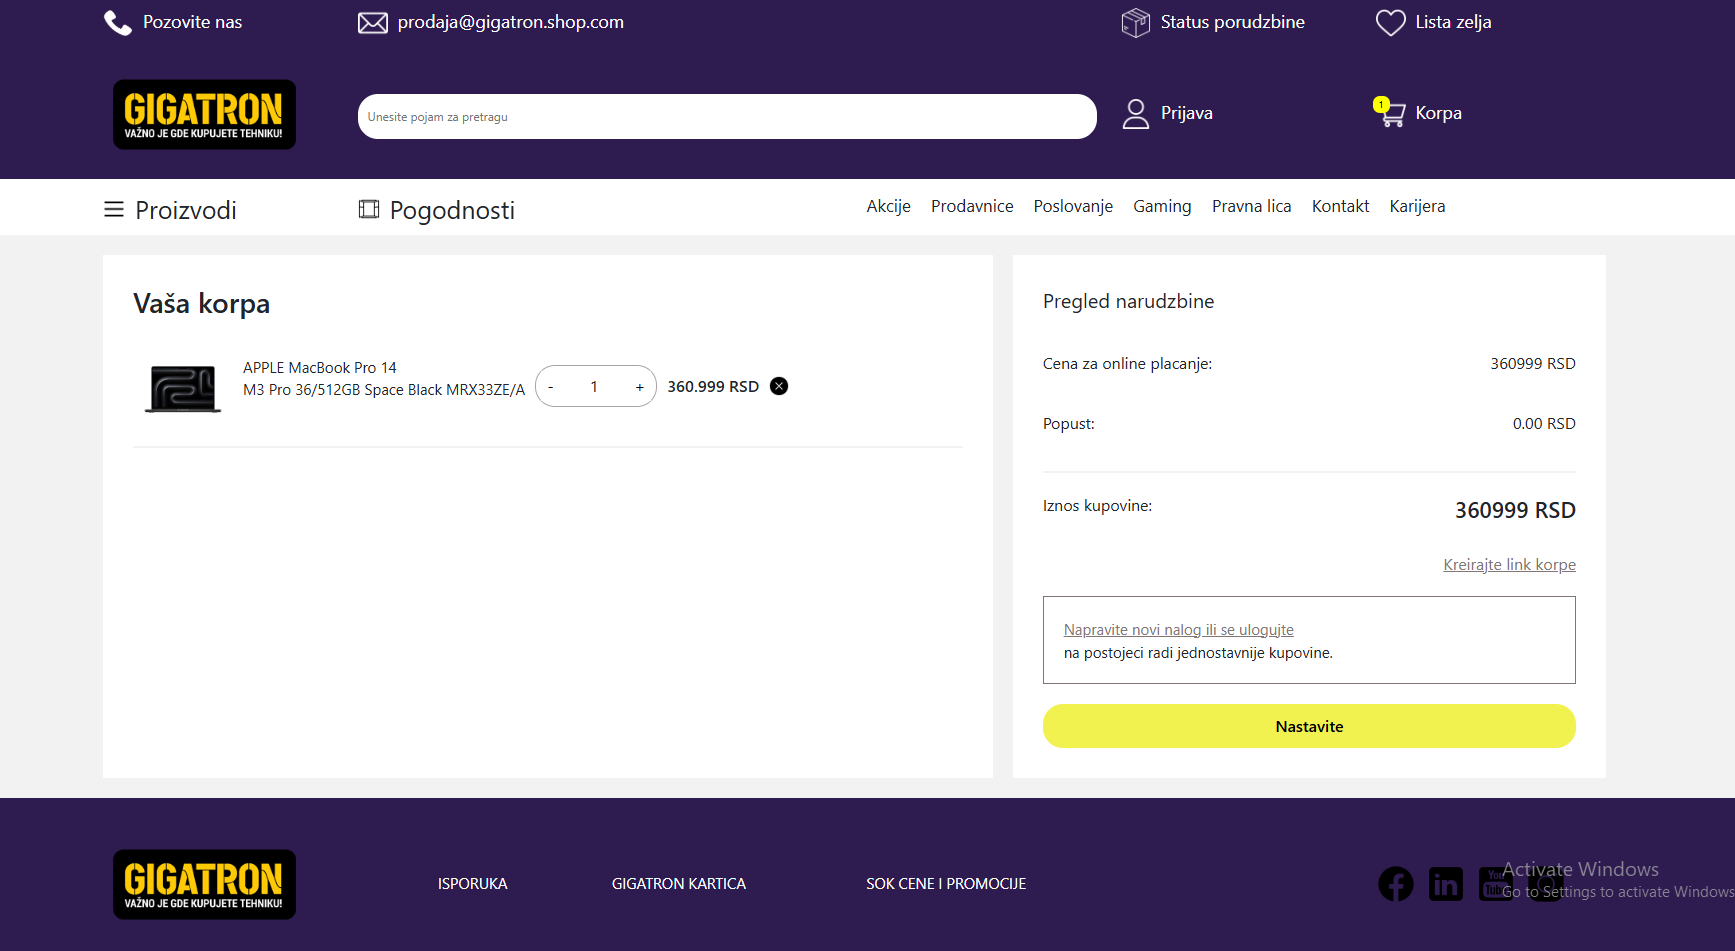 Pozovite nas
prodaja@gigatron.shop.com
Status porudzbine
Lista zelja
GIGATRON
VAŽNO JE GDE KUPUJETE TEHNIKU!
Unesite pojam za pretragu
Prijava
1
Korpa
Proizvodi
Pogodnosti
Akcije
Prodavnice
Poslovanje
Gaming
Pravna lica
Kontakt
Karijera
Vaša korpa
APPLE MacBook Pro 14
M3 Pro 36/512GB Space Black MRX33ZE/A
- 1 +
360.999 RSD
Pregled narudzbine
Cena za online placanje: 360999 RSD
Popust: 0.00 RSD
Iznos kupovine: 360999 RSD
Kreirajte link korpe
Napravite novi nalog ili se ulogujte
na postojeci radi jednostavnije kupovine.
Nastavite
GIGATRON
VAŽNO JE GDE KUPUJETE TEHNIKU!
ISPORUKA
GIGATRON KARTICA
SOK CENE I PROMOCIJE
You
Tube
Activate Windows
Go to Settings to activate Windows